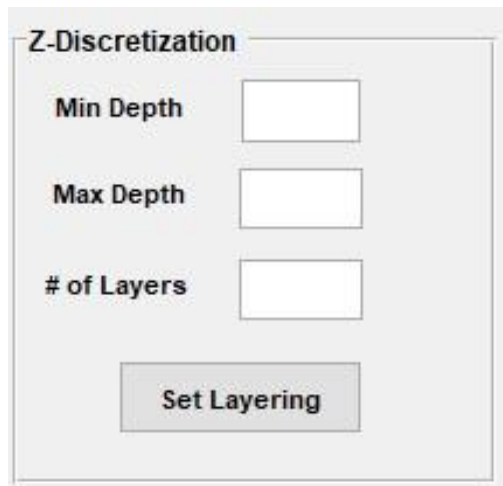 Z-Discretization
Min Depth
Max Depth
# of Layers
Set Layering